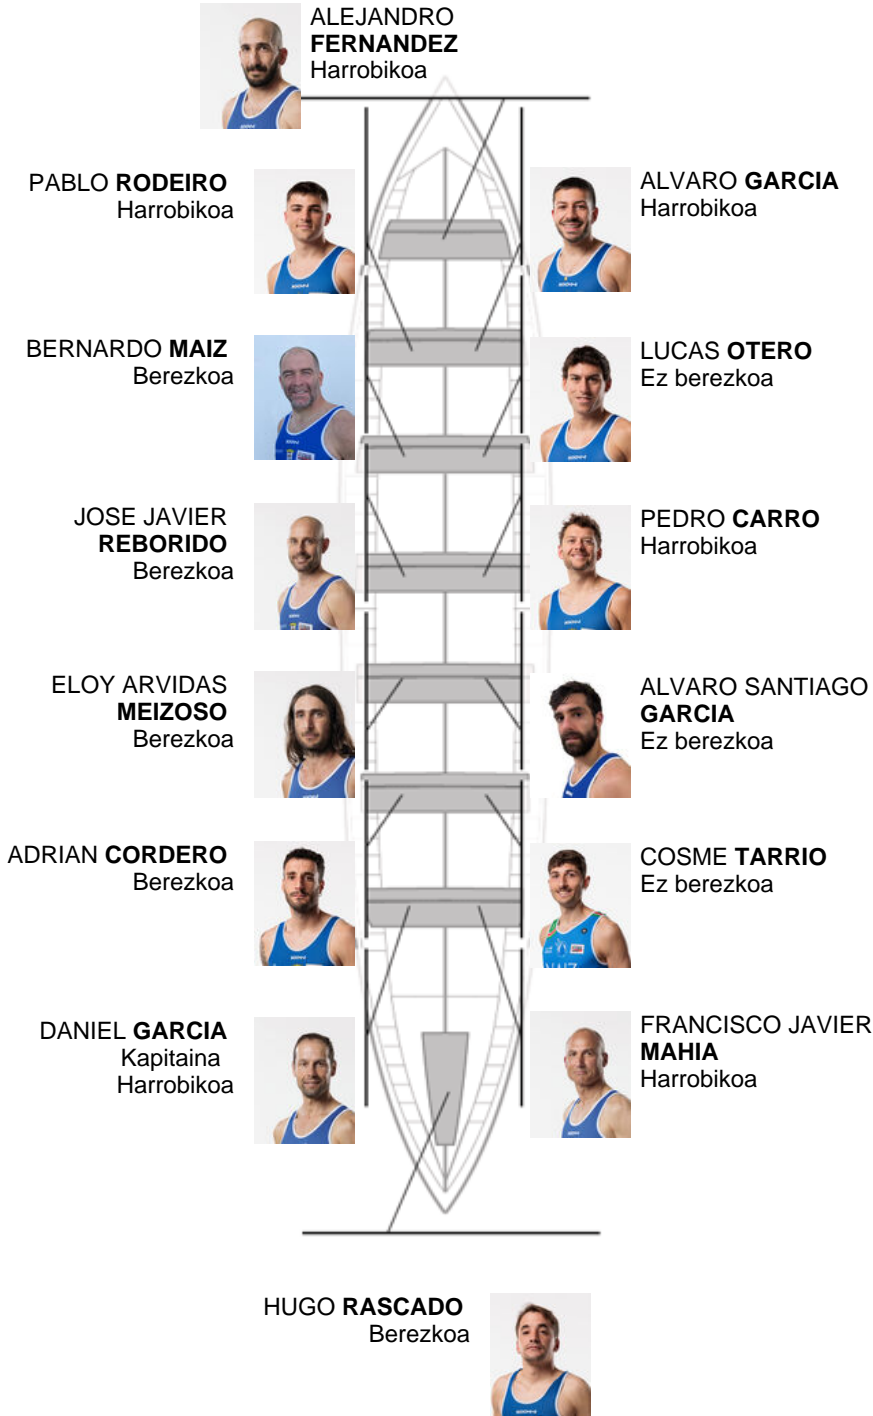 ALEJANDRO
FERNANDEZ
Harrobikoa
PABLO RODEIRO
Harrobikoa
ALVARO GARCIA
Harrobikoa
BERNARDO MAIZ
Berezkoa
LUCAS OTERO
Ez berezkoa
JOSE JAVIER
REBORIDO
Berezkoa
PEDRO CARRO
Harrobikoa
ELOY ARVIDAS
MEIZOSO
Berezkoa
ALVARO SANTIAGO
GARCIA
Ez berezkoa
ADRIAN CORDERO
Berezkoa
COSME TARRIO
Ez berezkoa
DANIEL GARCIA
Kapitaina
Harrobikoa
FRANCISCO JAVIER
MAHIA
Harrobikoa
HUGO RASCADO
Berezkoa